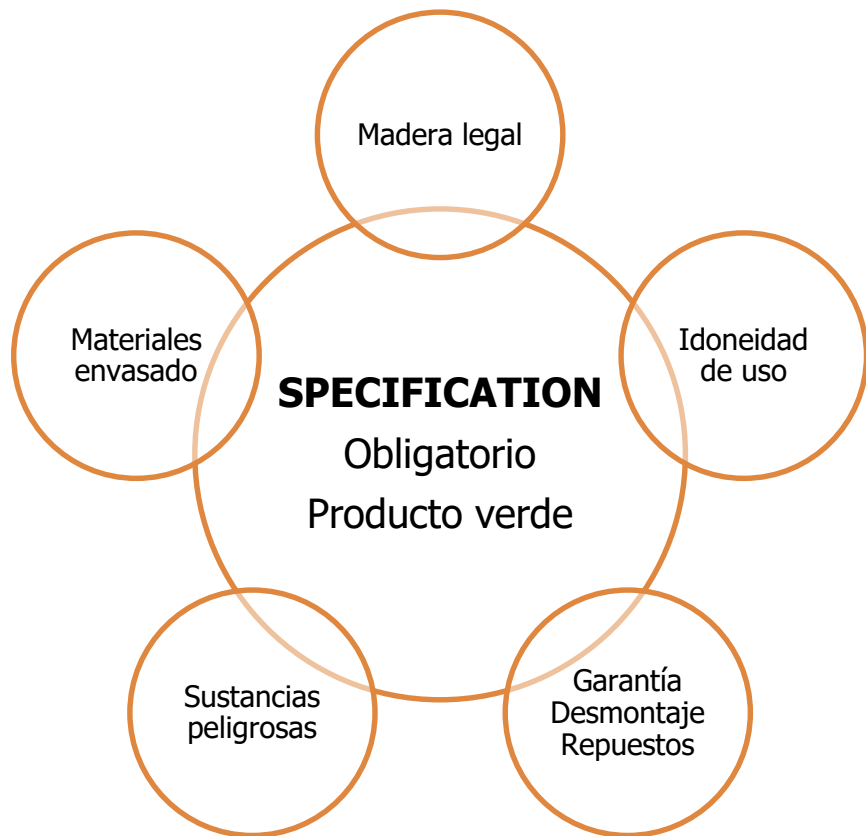 Madera legal
Materiales
envasado
Idoneidad
de uso
SPECIFICATION
Obligatorio
Producto verde
Sustancias
peligrosas
Garantía
Desmontaje
Repuestos